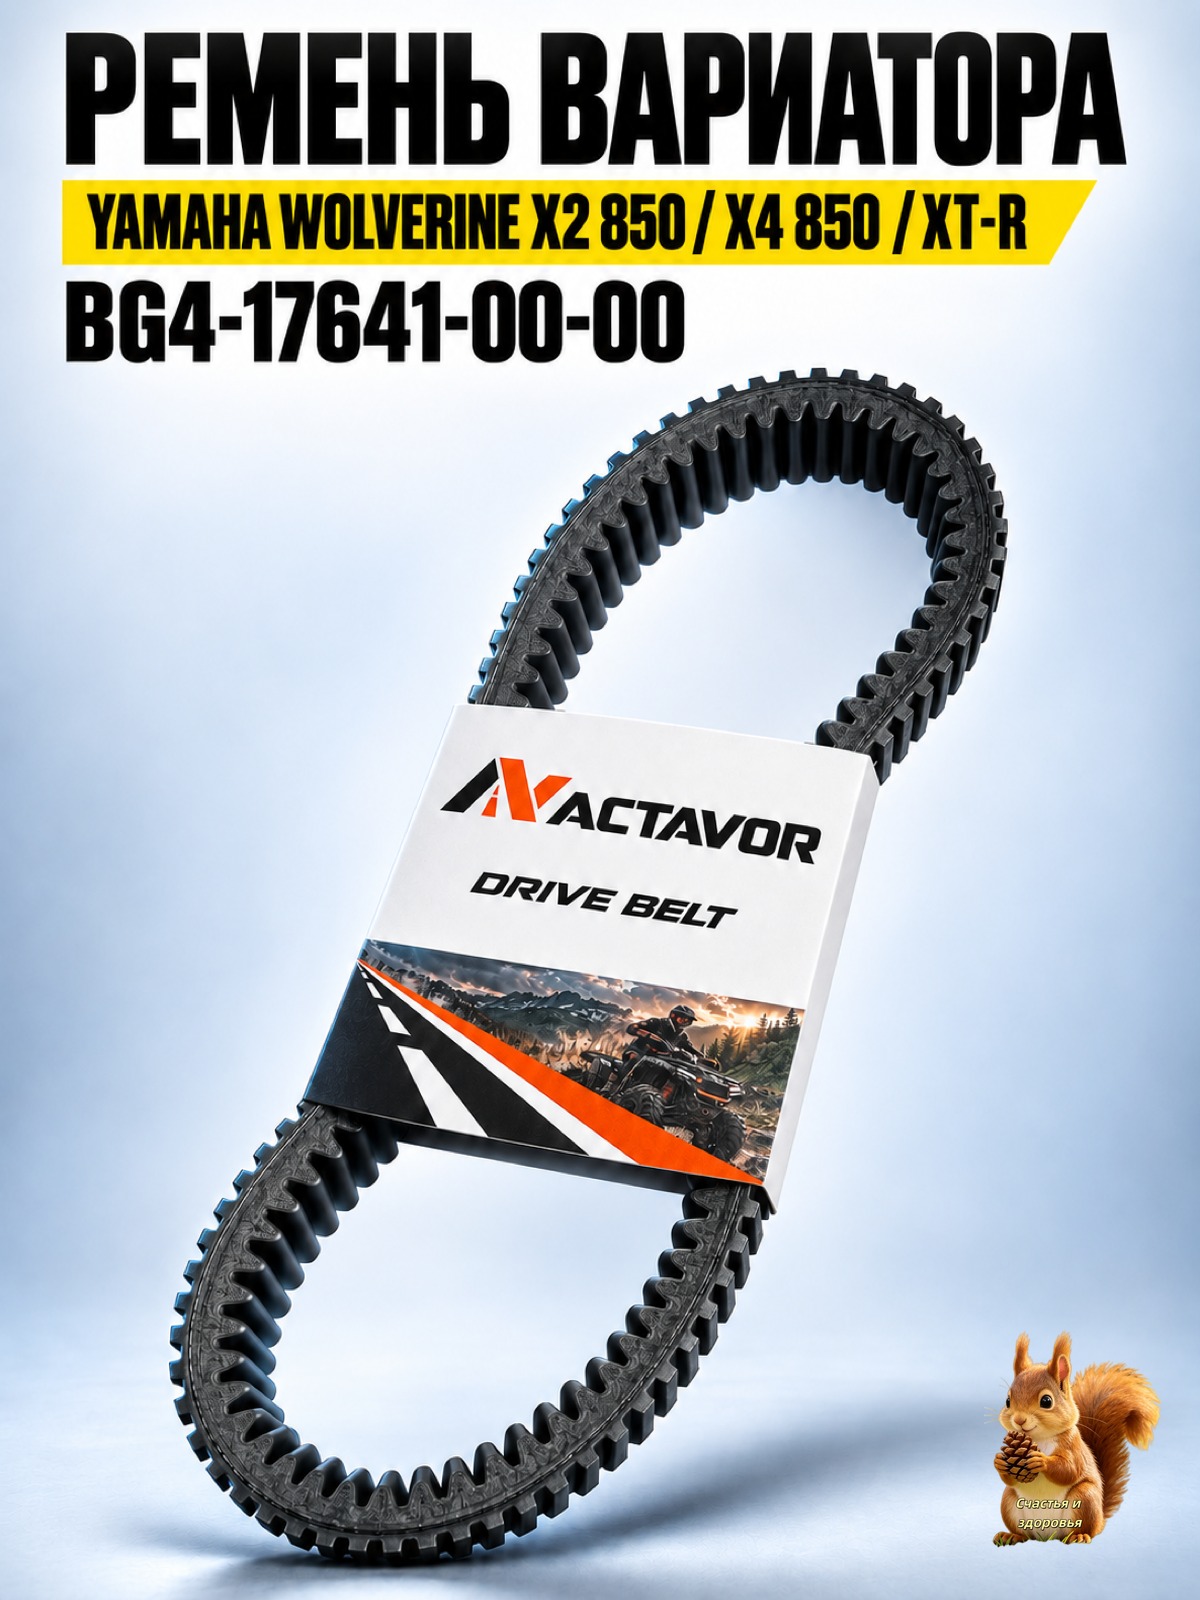 РЕМЕНЬ ВАРИАТОРА
YAMAHA WOLVERINE X2 850 / X4 850 / XT-R
BG4-17641-00-00
ACTAVOR
DRIVE BELT
Счастья и
здоровья